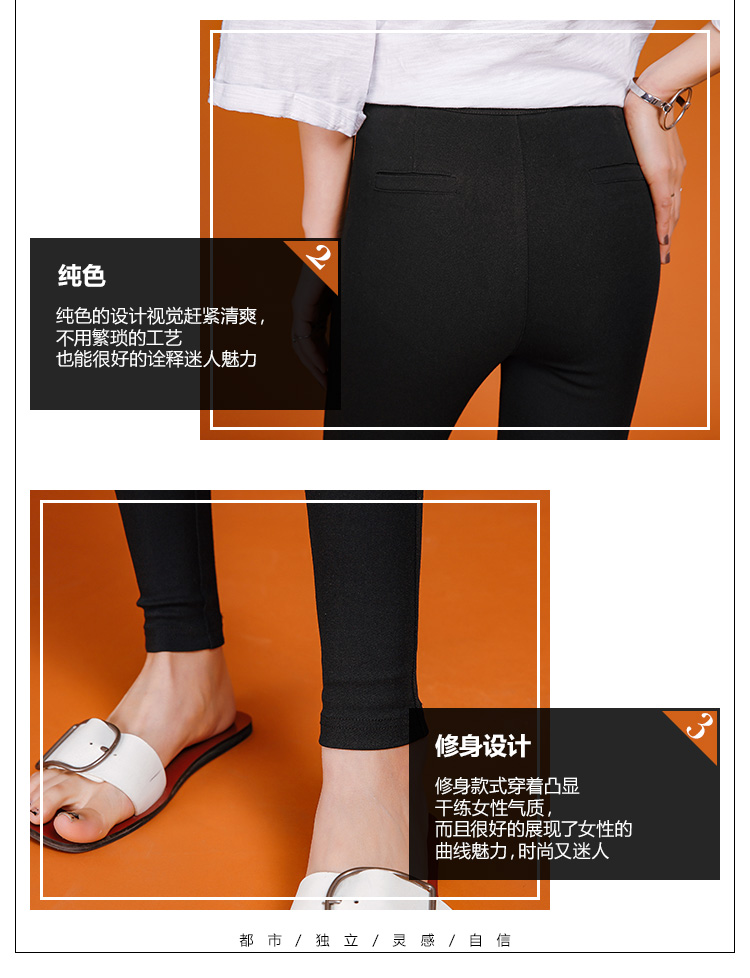 2
纯色
纯色的设计视觉赶紧清爽,
不用繁琐的工艺
也能很好的诠释迷人魅力
3
修身设计
修身款式穿着凸显
干练女性气质,
而且很好的展现了女性的
曲线魅力,时尚又迷人
都 市 / 独 立 / 灵 感 / 自 信